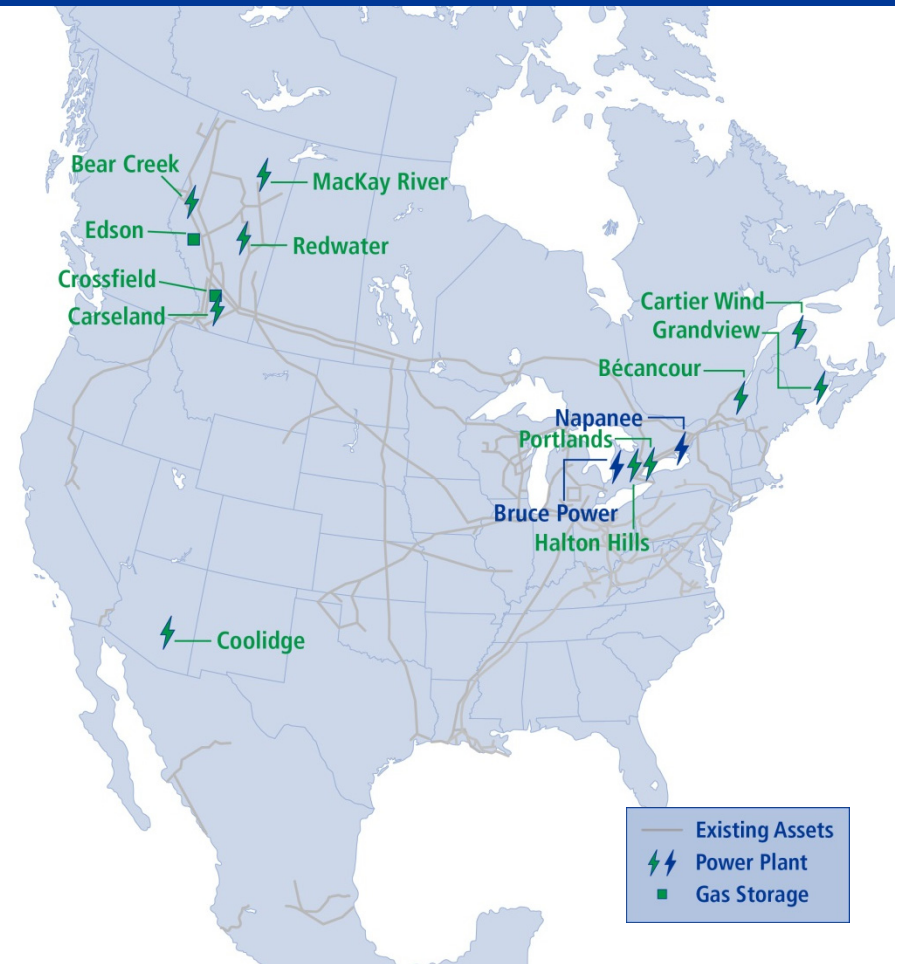 Bear Creek
MacKay River
Edson
Redwater
Crossfield
Carseland
Cartier Wind
Grandview
Bécancour
Napanee
Portlands
Bruce Power
Halton Hills
Coolidge
Existing Assets
Power Plant
Gas Storage